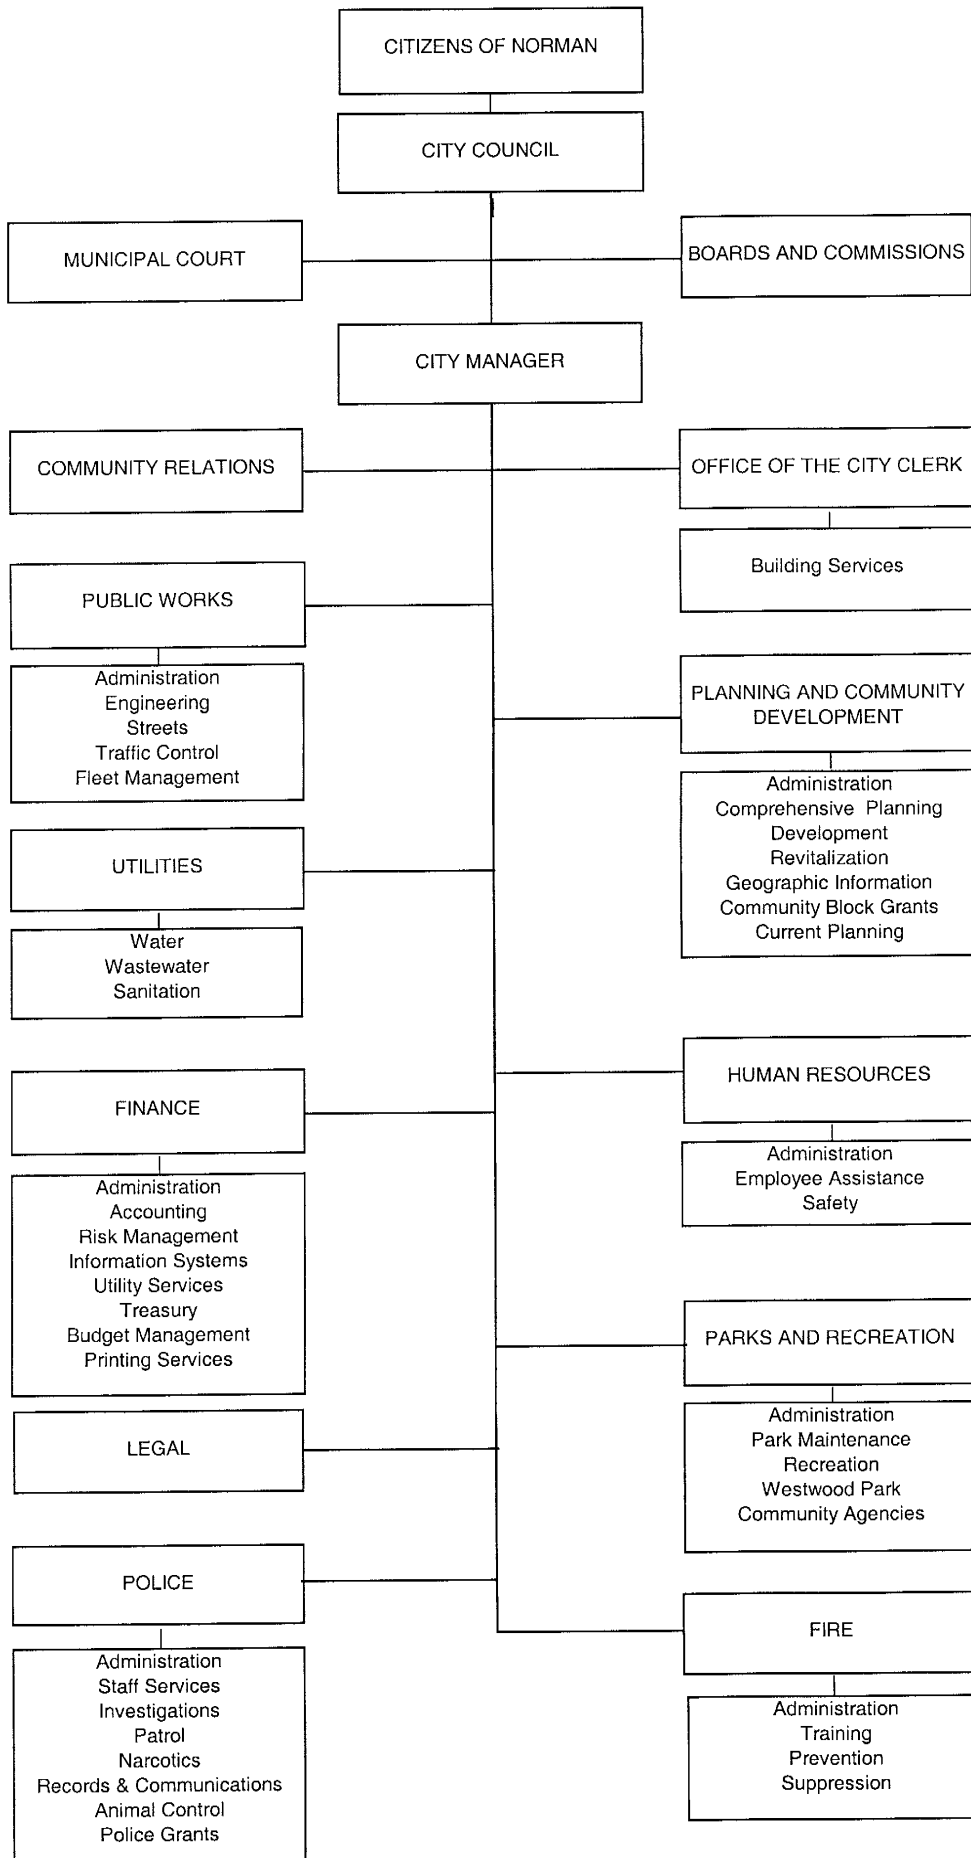 CITIZENS OF NORMAN
CITY COUNCIL
MUNICIPAL COURT
BOARDS AND COMMISSIONS
CITY MANAGER
COMMUNITY RELATIONS
OFFICE OF THE CITY CLERK
Building Services
PUBLIC WORKS
Administration
Engineering
Streets
Traffic Control
Fleet Management
PLANNING AND COMMUNITY
DEVELOPMENT
Administration
Comprehensive Planning
Development
Revitalization
Geographic Information
Community Block Grants
Current Planning
UTILITIES
Water
Wastewater
Sanitation
HUMAN RESOURCES
Administration
Employee Assistance
Safety
FINANCE
Administration
Accounting
Risk Management
Information Systems
Utility Services
Treasury
Budget Management
Printing Services
PARKS AND RECREATION
Administration
Park Maintenance
Recreation
Westwood Park
Community Agencies
LEGAL
POLICE
Administration
Staff Services
Investigations
Patrol
Narcotics
Records & Communications
Animal Control
Police Grants
FIRE
Administration
Training
Prevention
Suppression